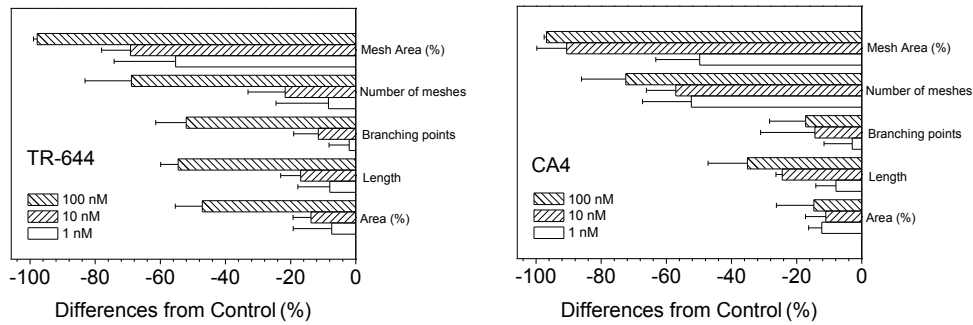 Mesh Area (%)
Number of meshes
Branching points
Length
Area (%)
TR-644
100 nM
10 nM
1 nM
-100 -80 -60 -40 -20 0
Differences from Control (%)
Mesh Area (%)
Number of meshes
Branching points
Length
Area (%)
CA4
100 nM
10 nM
1 nM
-100 -80 -60 -40 -20 0
Differences from Control (%)